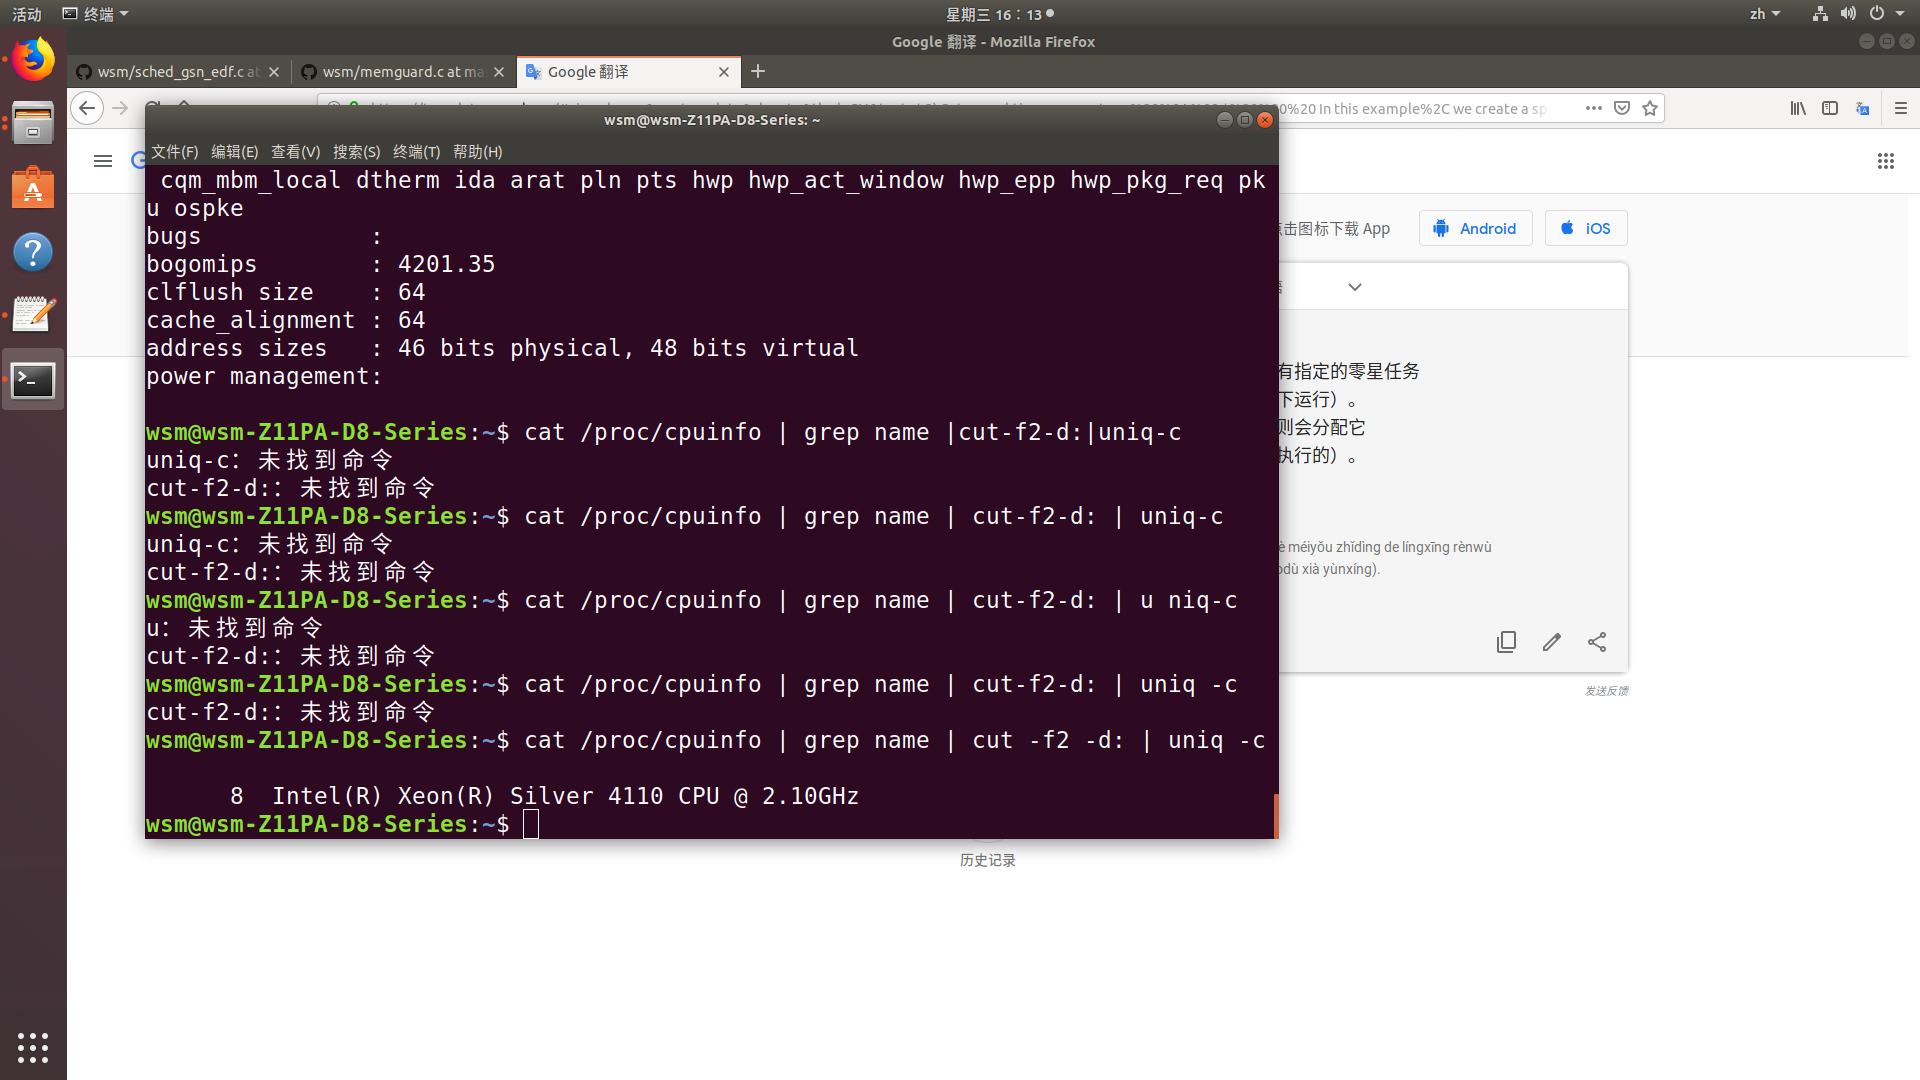 活动 终端 星期三 16：13 zh
Google 翻译 - Mozilla Firefox
wsm/sched_gsn_edf.c at wsm/memguard.c at ma Google 翻译
In this example%2C we create a sp
wsm@wsm-Z11PA-D8-Series: ~
文件(F) 编辑(E) 查看(V) 搜索(S) 终端(T) 帮助(H)
cqm_mbm_local dtherm ida arat pln pts hwp hwp_act_window hwp_epp hwp_pkg_req pk
u ospke
bugs :
bogomips : 4201.35
clflush size : 64
cache_alignment : 64
address sizes : 46 bits physical, 48 bits virtual
power management:
wsm@wsm-Z11PA-D8-Series:~$ cat /proc/cpuinfo | grep name |cut-f2-d:|uniq-c
uniq-c：未找到命令
cut-f2-d:：未找到命令
wsm@wsm-Z11PA-D8-Series:~$ cat /proc/cpuinfo | grep name | cut-f2-d: | uniq-c
uniq-c：未找到命令
cut-f2-d:：未找到命令
wsm@wsm-Z11PA-D8-Series:~$ cat /proc/cpuinfo | grep name | cut-f2-d: | u niq-c
u：未找到命令
cut-f2-d:：未找到命令
wsm@wsm-Z11PA-D8-Series:~$ cat /proc/cpuinfo | grep name | cut-f2-d: | uniq -c
cut-f2-d:：未找到命令
wsm@wsm-Z11PA-D8-Series:~$ cat /proc/cpuinfo | grep name | cut -f2 -d: | uniq -c
8 Intel(R) Xeon(R) Silver 4110 CPU @ 2.10GHz
wsm@wsm-Z11PA-D8-Series:~$
击图标下载 App Android iOS
有指定的零星任务
下运行）。
则会分配它
执行的）。
méiyǒu zhǐdìng de língxīng rènwù
xià yùnxíng).
发送反馈
历史记录